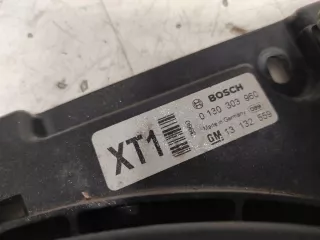 BOSCH
0 130 303 960
Made in Germany
GM 13 132 559
XT1